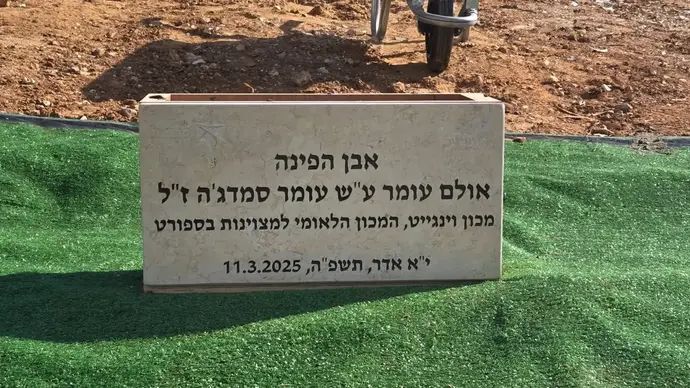 אבן הפינה
אולם עומר ע"ש עומר סמדג'ה ז"ל
מכון וינגייט, המכון הלאומי למצוינות בספורט
י"א אדר, תשפ"ה, 11.3.2025